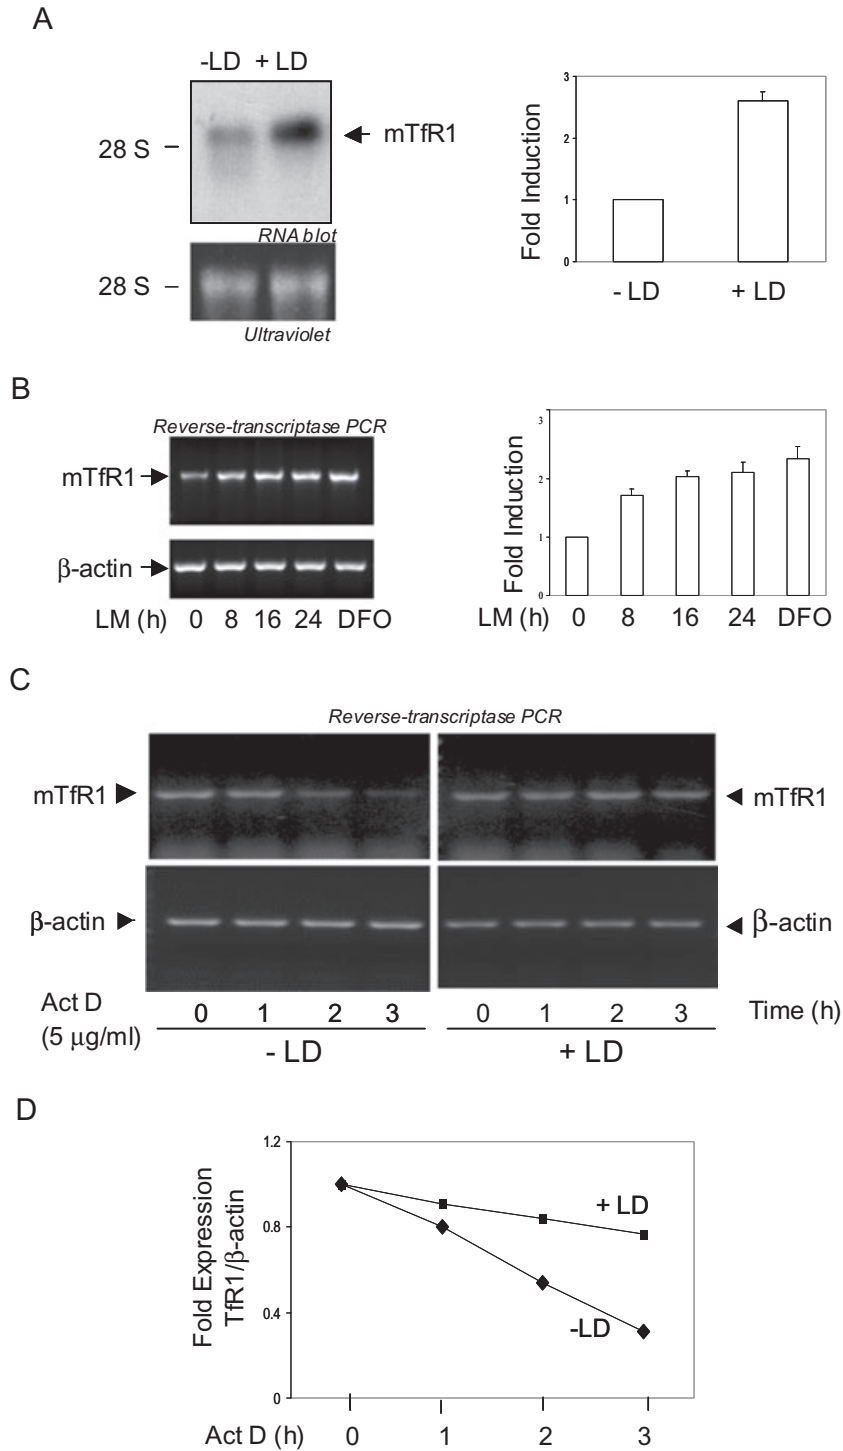 A
-LD + LD
28 S
mTfR1
RNA blot
28 S
Ultraviolet
3
2
1
0
Fold Induction
- LD + LD
B
Reverse-transcriptase PCR
mTfR1
β-actin
LM (h) 0 8 16 24 DFO
3
2
1
0
Fold Induction
LM (h) 0 8 16 24 DFO
C
Reverse-transcriptase PCR
mTfR1 mTfR1
β-actin β-actin
Act D
(5 μg/ml)
0 1 2 3 0 1 2 3 Time (h)
- LD + LD
D
1.2
0.8
0.4
0
Fold Expression
TfR1/β-actin
+ LD
-LD
Act D (h) 0 1 2 3